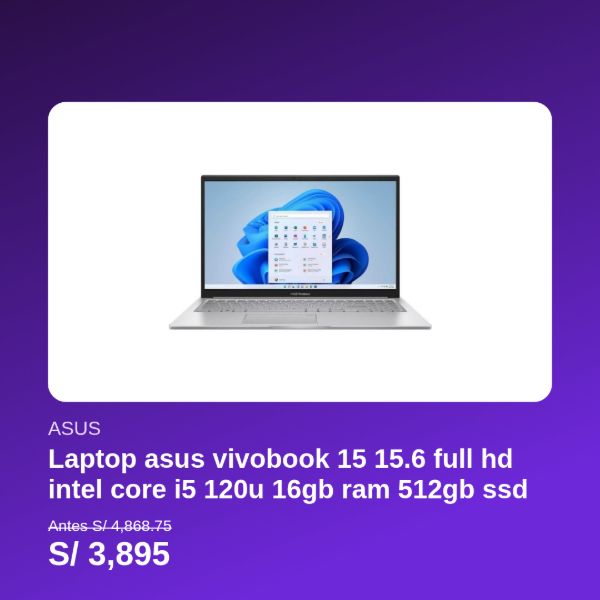 ASUS
Laptop asus vivobook 15 15.6 full hd
intel core i5 120u 16gb ram 512gb ssd
Antes S/ 4,868.75
S/ 3,895